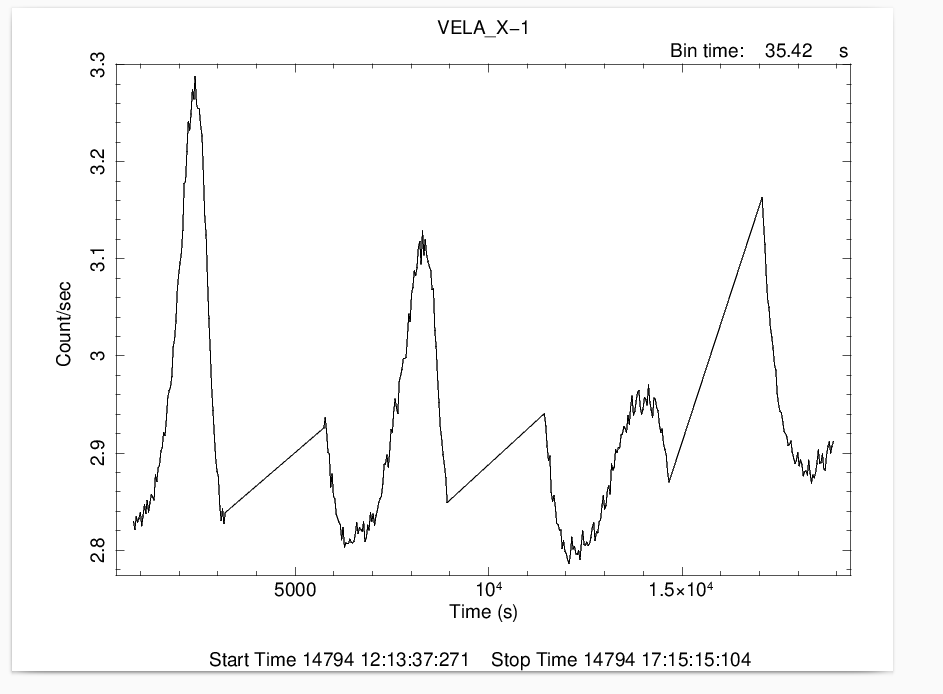 VELA_X−1
Bin time: 35.42 s
3.3
3.2
3.1
3
2.9
2.8
Count/sec
5000 10⁴ 1.5×10⁴
Time (s)
Start Time 14794 12:13:37:271 Stop Time 14794 17:15:15:104